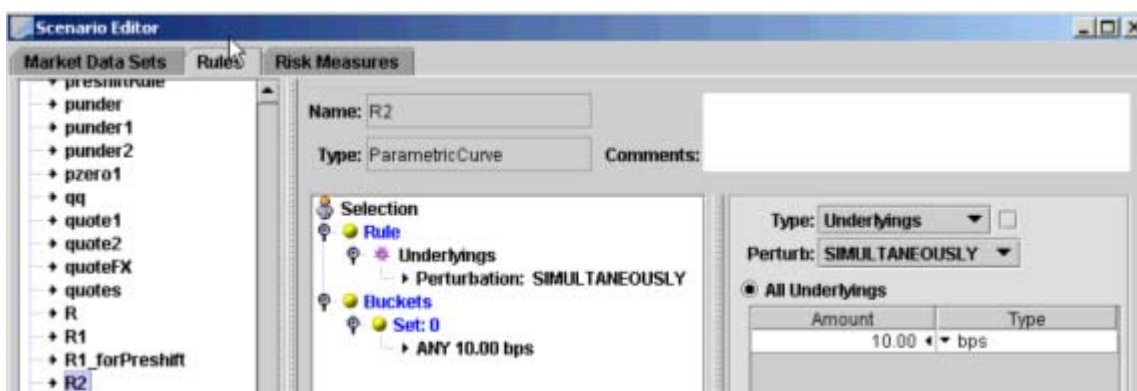 Scenario Editor
Market Data Sets Rules Risk Measures
preshiftRule
punder
punder1
punder2
pzero1
qq
quote1
quote2
quoteFX
quotes
R
R1
R1_forPreshift
R2
Name: R2
Type: ParametricCurve Comments:
Selection
Rule
Underlyings
Perturbation: SIMULTANEOUSLY
Buckets
Set: 0
ANY 10.00 bps
Type: Underlyings
Perturb: SIMULTANEOUSLY
All Underlyings
Amount Type
10.00 bps